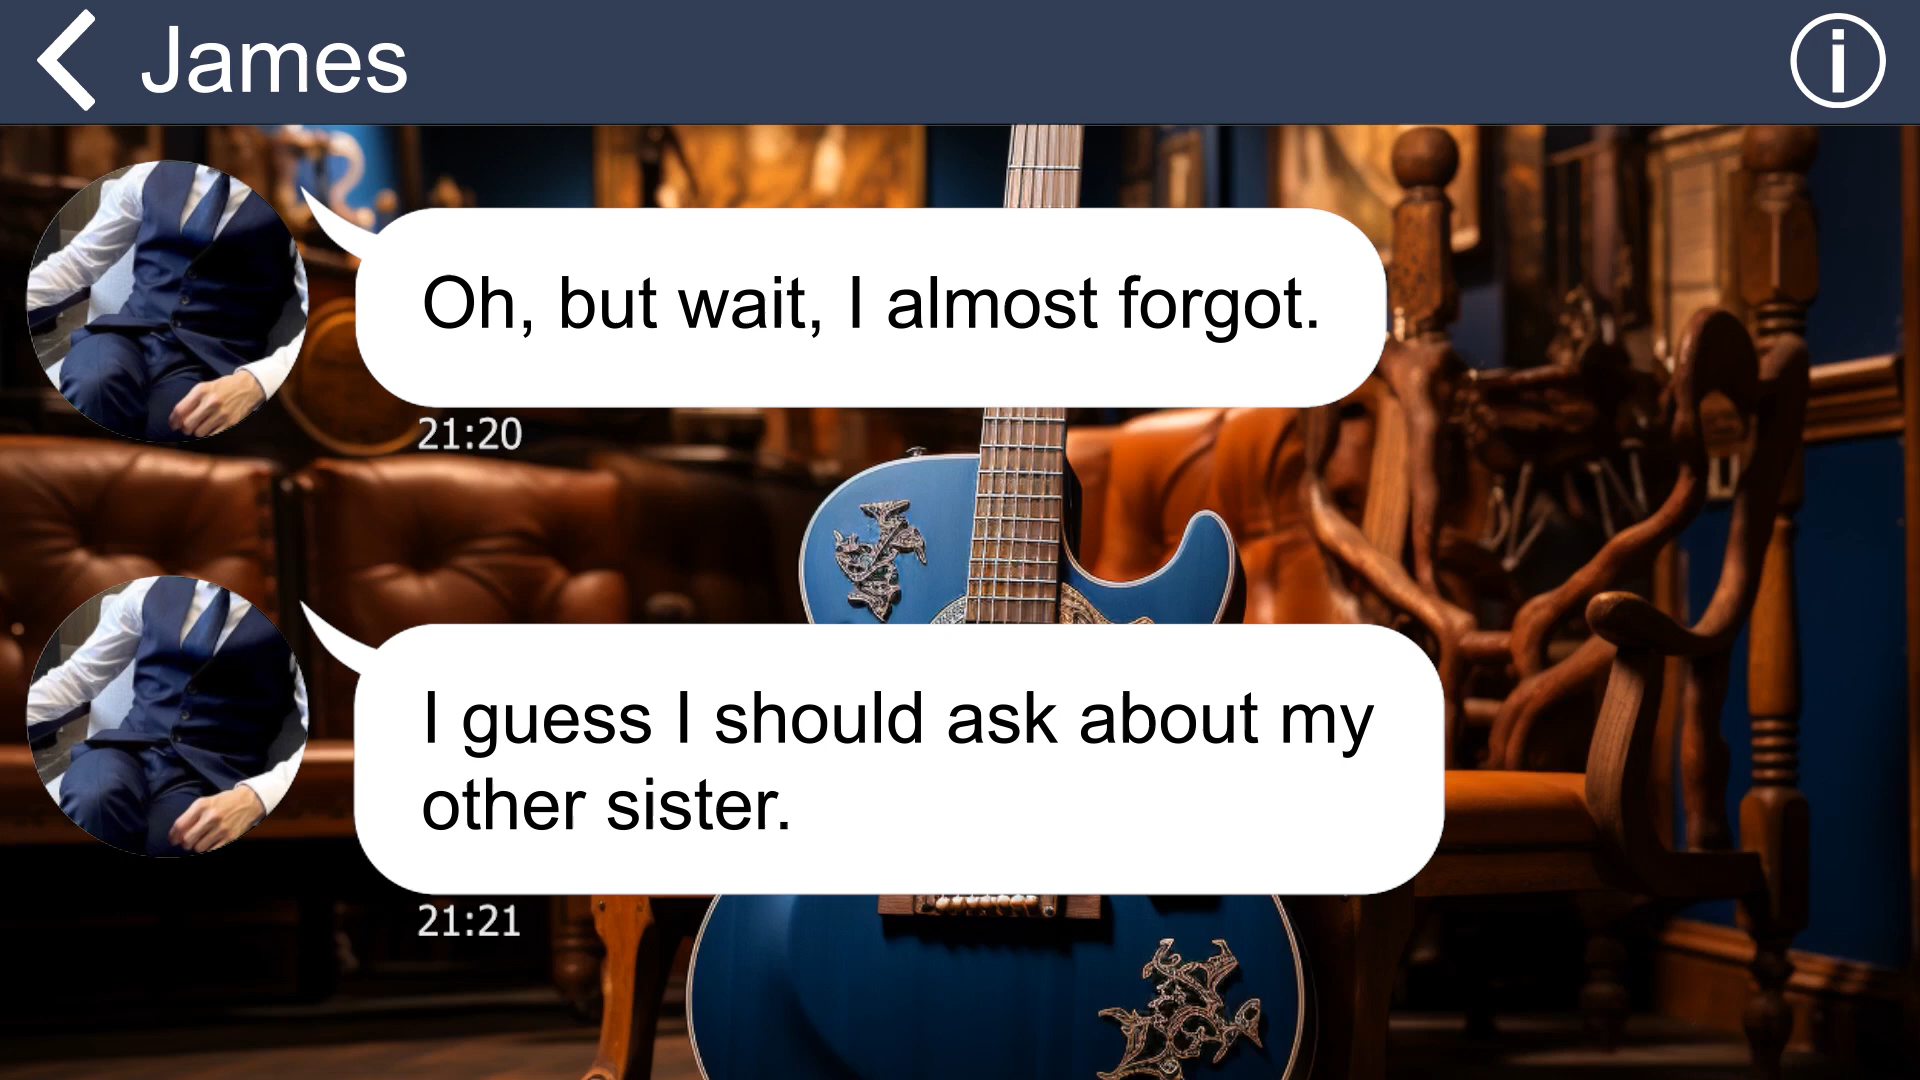 James
Oh, but wait, I almost forgot.
21:20
I guess I should ask about my
other sister.
21:21